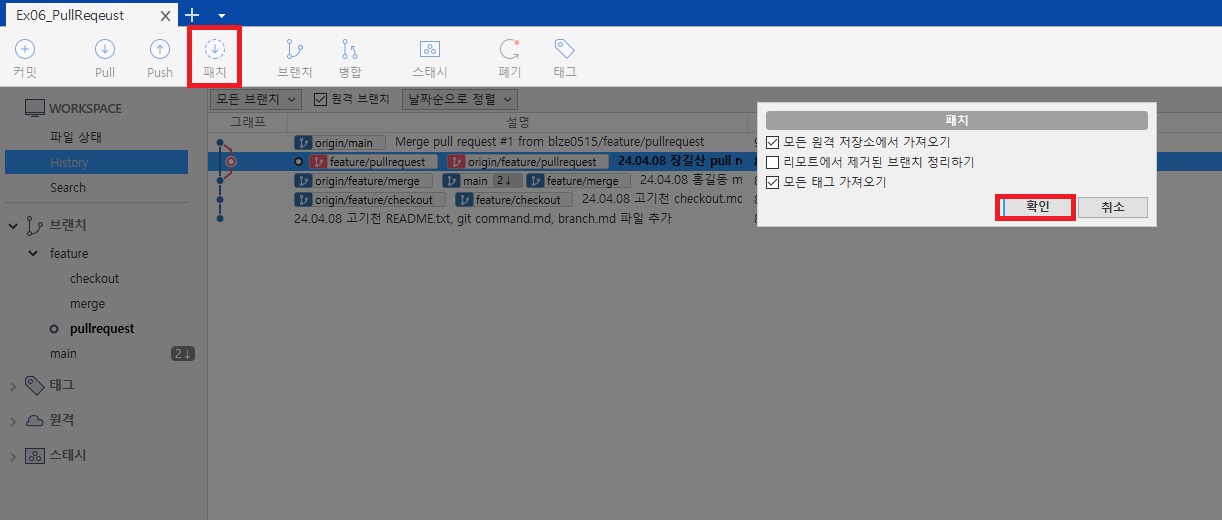 Ex06_PullReqeust
커밋 Pull Push 패치 브랜치 병합 스태시 폐기 태그
WORKSPACE
파일 상태
History
Search
브랜치
feature
checkout
merge
pullrequest
main 2↓
태그
원격
스태시
모든 브랜치 원격 브랜치 날짜순으로 정렬
그래프 설명
origin/main Merge pull request #1 from blze0515/feature/pullrequest
feature/pullrequest origin/feature/pullrequest 24.04.08 장길산 pull
origin/feature/merge main 2↓ feature/merge 24.04.08 홍길동 m
origin/feature/checkout feature/checkout 24.04.08 고기천 checkout.mc
24.04.08 고기천 README.txt, git command.md, branch.md 파일 추가
패치
모든 원격 저장소에서 가져오기
리모트에서 제거된 브랜치 정리하기
모든 태그 가져오기
확인 취소